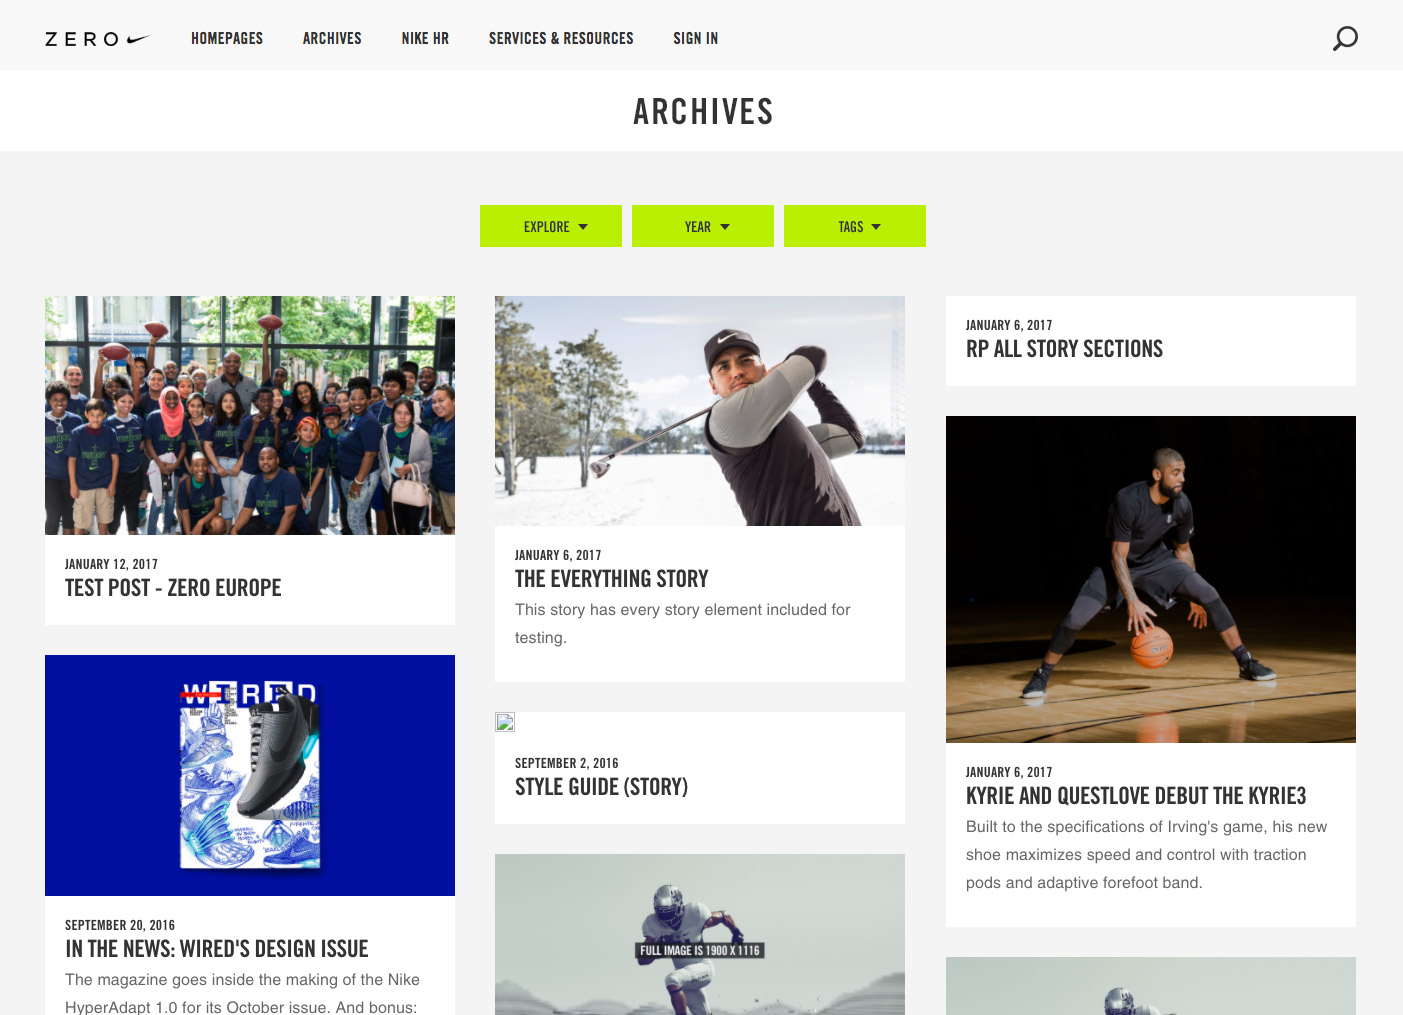 ZERO
HOMEPAGES
ARCHIVES
NIKE HR
SERVICES & RESOURCES
SIGN IN
ARCHIVES
EXPLORE
YEAR
TAGS
JANUARY 12, 2017
TEST POST - ZERO EUROPE
WIRED
SEPTEMBER 20, 2016
IN THE NEWS: WIRED'S DESIGN ISSUE
The magazine goes inside the making of the Nike
HyperAdapt 1.0 for its October issue. And bonus:
JANUARY 6, 2017
THE EVERYTHING STORY
This story has every story element included for
testing.
SEPTEMBER 2, 2016
STYLE GUIDE (STORY)
FULL IMAGE IS 1900 X 1116
JANUARY 6, 2017
RP ALL STORY SECTIONS
JANUARY 6, 2017
KYRIE AND QUESTLOVE DEBUT THE KYRIE3
Built to the specifications of Irving's game, his new
shoe maximizes speed and control with traction
pods and adaptive forefoot band.